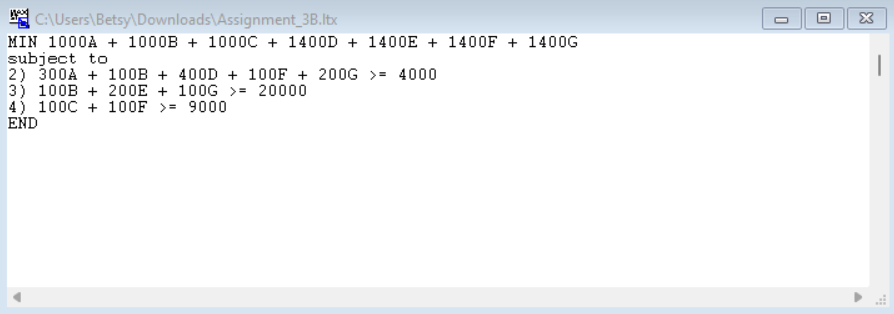 C:\Users\Betsy\Downloads\Assignment_3B.ltx
MIN 1000A + 1000B + 1000C + 1400D + 1400E + 1400F + 1400G
subject to
2) 300A + 100B + 400D + 100F + 200G >= 4000
3) 100B + 200E + 100G >= 20000
4) 100C + 100F >= 9000
END